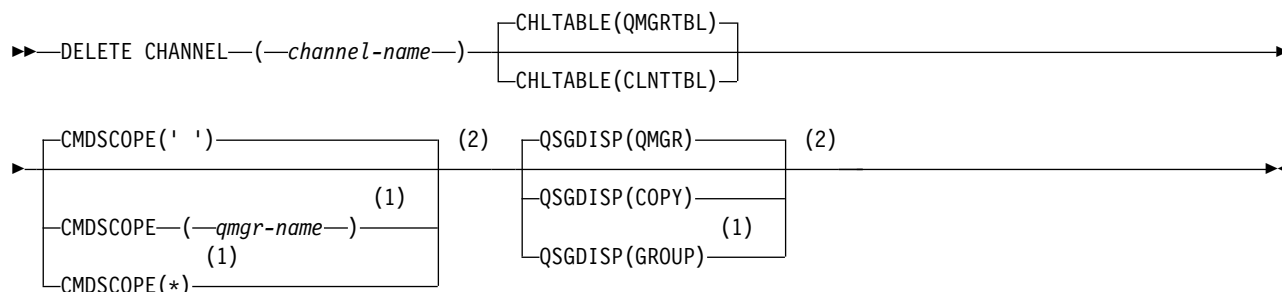 CHLTABLE(QMGRTBL)
DELETE CHANNEL ( channel-name )
CHLTABLE(CLNTTBL)
CMDSCOPE(' ') (2) QSGDISP(QMGR) (2)
(1) QSGDISP(COPY)
CMDSCOPE ( qmgr-name ) (1)
(1) QSGDISP(GROUP)
CMDSCOPE(*)